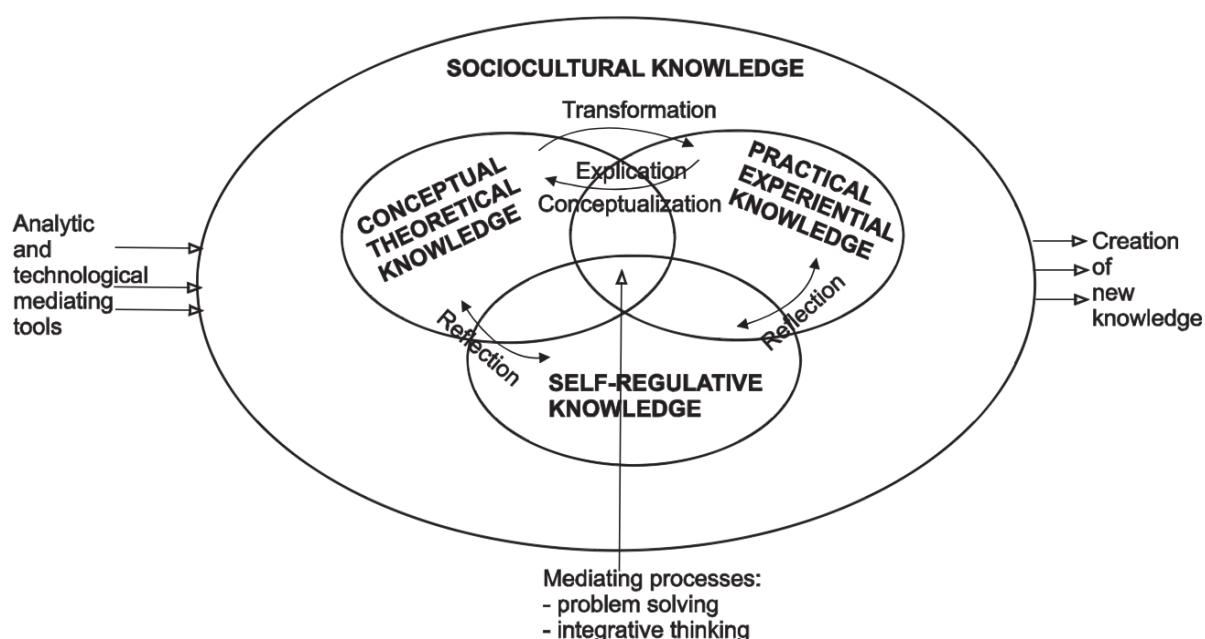 SOCIOCULTURAL KNOWLEDGE
Transformation
CONCEPTUAL
THEORETICAL
KNOWLEDGE
Explication
Conceptualization
PRACTICAL
EXPERIENTIAL
KNOWLEDGE
Analytic
and
technological
mediating
tools
Creation
of
new
knowledge
Reflection
Reflection
SELF-REGULATIVE
KNOWLEDGE
Mediating processes:
- problem solving
- integrative thinking